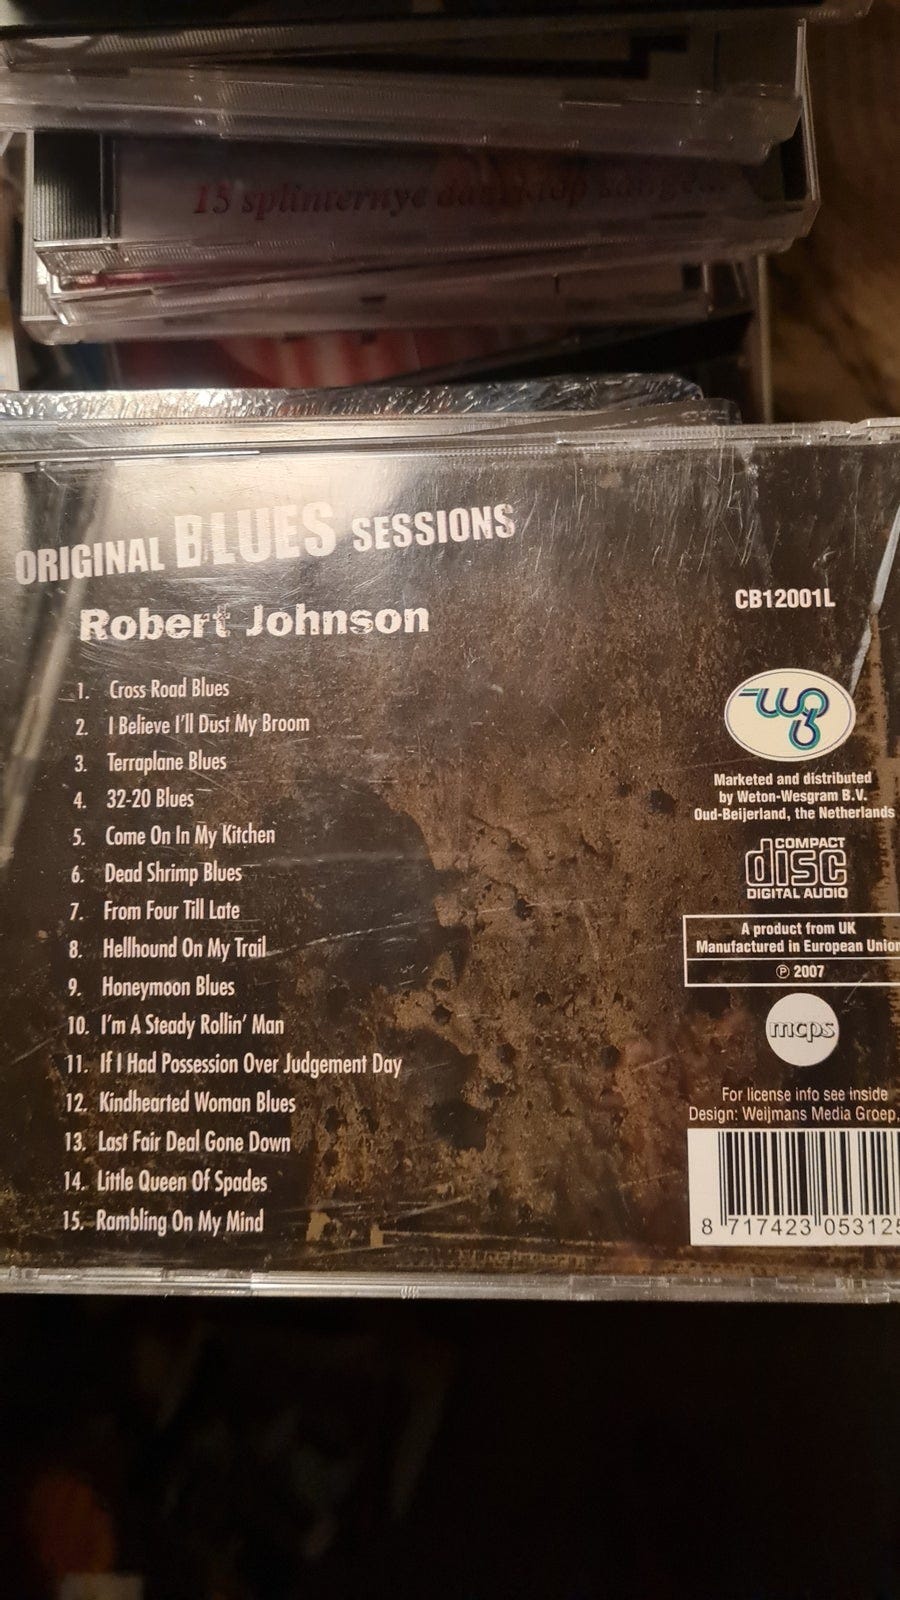 15 splinternye
ORIGINAL BLUES SESSIONS
Robert Johnson
1. Cross Road Blues
2. I Believe I'll Dust My Broom
3. Terraplane Blues
4. 32-20 Blues
5. Come On In My Kitchen
6. Dead Shrimp Blues
7. From Four Till Late
8. Hellhound On My Trail
9. Honeymoon Blues
10. I'm A Steady Rollin' Man
11. If I Had Possession Over Judgement Day
12. Kindhearted Woman Blues
13. Last Fair Deal Gone Down
14. Little Queen Of Spades
15. Rambling On My Mind
CB12001L
Marketed and distributed
by Weton-Wesgram B.V.
Oud-Beijerland, the Netherlands
COMPACT
disc
DIGITAL AUDIO
A product from UK
Manufactured in European Union
℗ 2007
mcps
For license info see inside
Design: Weijmans Media Groep,
8 717423 053125